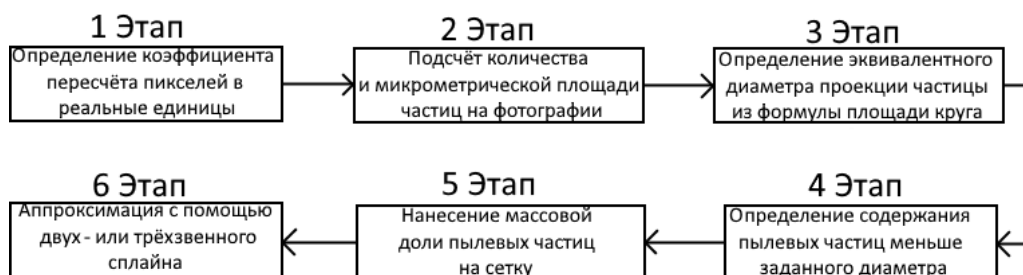 1 Этап
Определение коэффициента
пересчёта пикселей в
реальные единицы
2 Этап
Подсчёт количества
и микрометрической площади
частиц на фотографии
3 Этап
Определение эквивалентного
диаметра проекции частицы
из формулы площади круга
6 Этап
Аппроксимация с помощью
двух- или трёхзвенного
сплайна
5 Этап
Нанесение массовой
доли пылевых частиц
на сетку
4 Этап
Определение содержания
пылевых частиц меньше
заданного диаметра